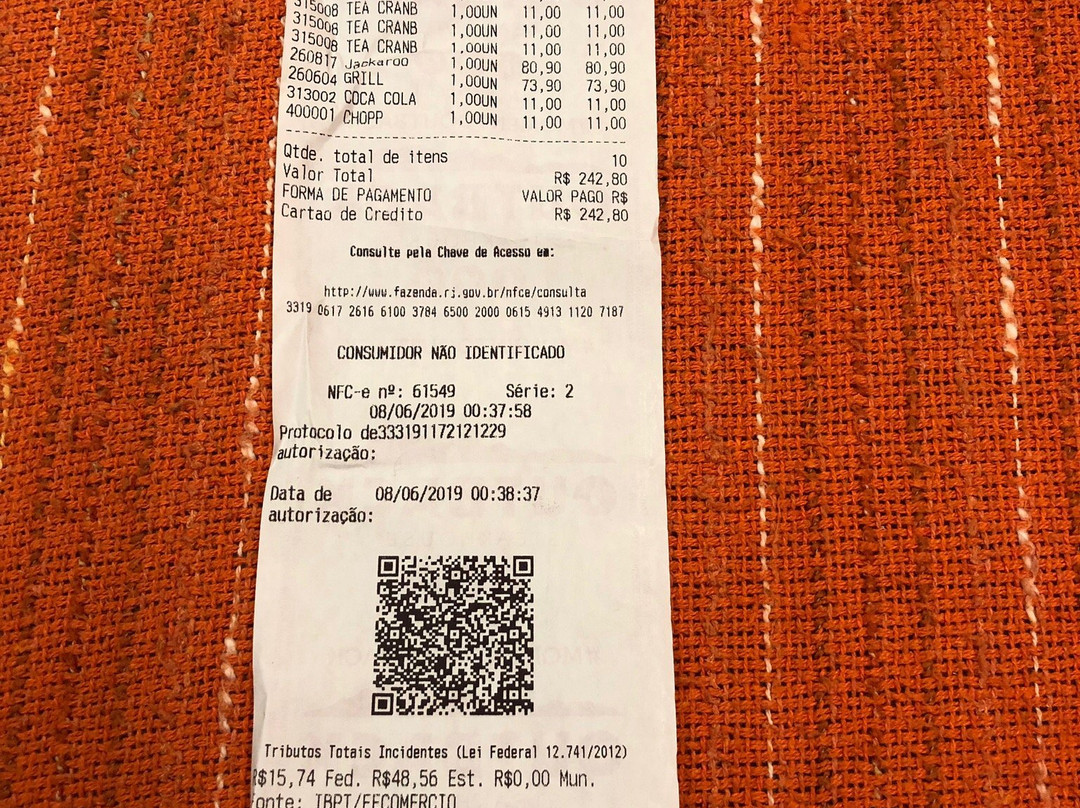 315008 TEA CRANB 1,00UN 11,00 11,00
315008 TEA CRANB 1,00UN 11,00 11,00
315008 TEA CRANB 1,00UN 11,00 11,00
260817 Jackaroo 1,00UN 80,90 80,90
260604 GRILL 1,00UN 73,90 73,90
313002 COCA COLA 1,00UN 11,00 11,00
400001 CHOPP 1,00UN 11,00 11,00
Qtde. total de itens 10
Valor Total R$ 242,80
FORMA DE PAGAMENTO VALOR PAGO R$
Cartao de Credito R$ 242,80
Consulte pela Chave de Acesso em:
http://www.fazenda.rj.gov.br/nfce/consulta
3319 0617 2616 6100 3784 6500 2000 0615 4913 1120 7187
CONSUMIDOR NÃO IDENTIFICADO
NFC-e nº: 61549 Série: 2
08/06/2019 00:37:58
Protocolo de333191172121229
autorização:
Data de 08/06/2019 00:38:37
autorização:
Tributos Totais Incidentes (Lei Federal 12.741/2012)
R$15,74 Fed. R$48,56 Est. R$0,00 Mun.
Fonte: IBPT/FECOMERCIO